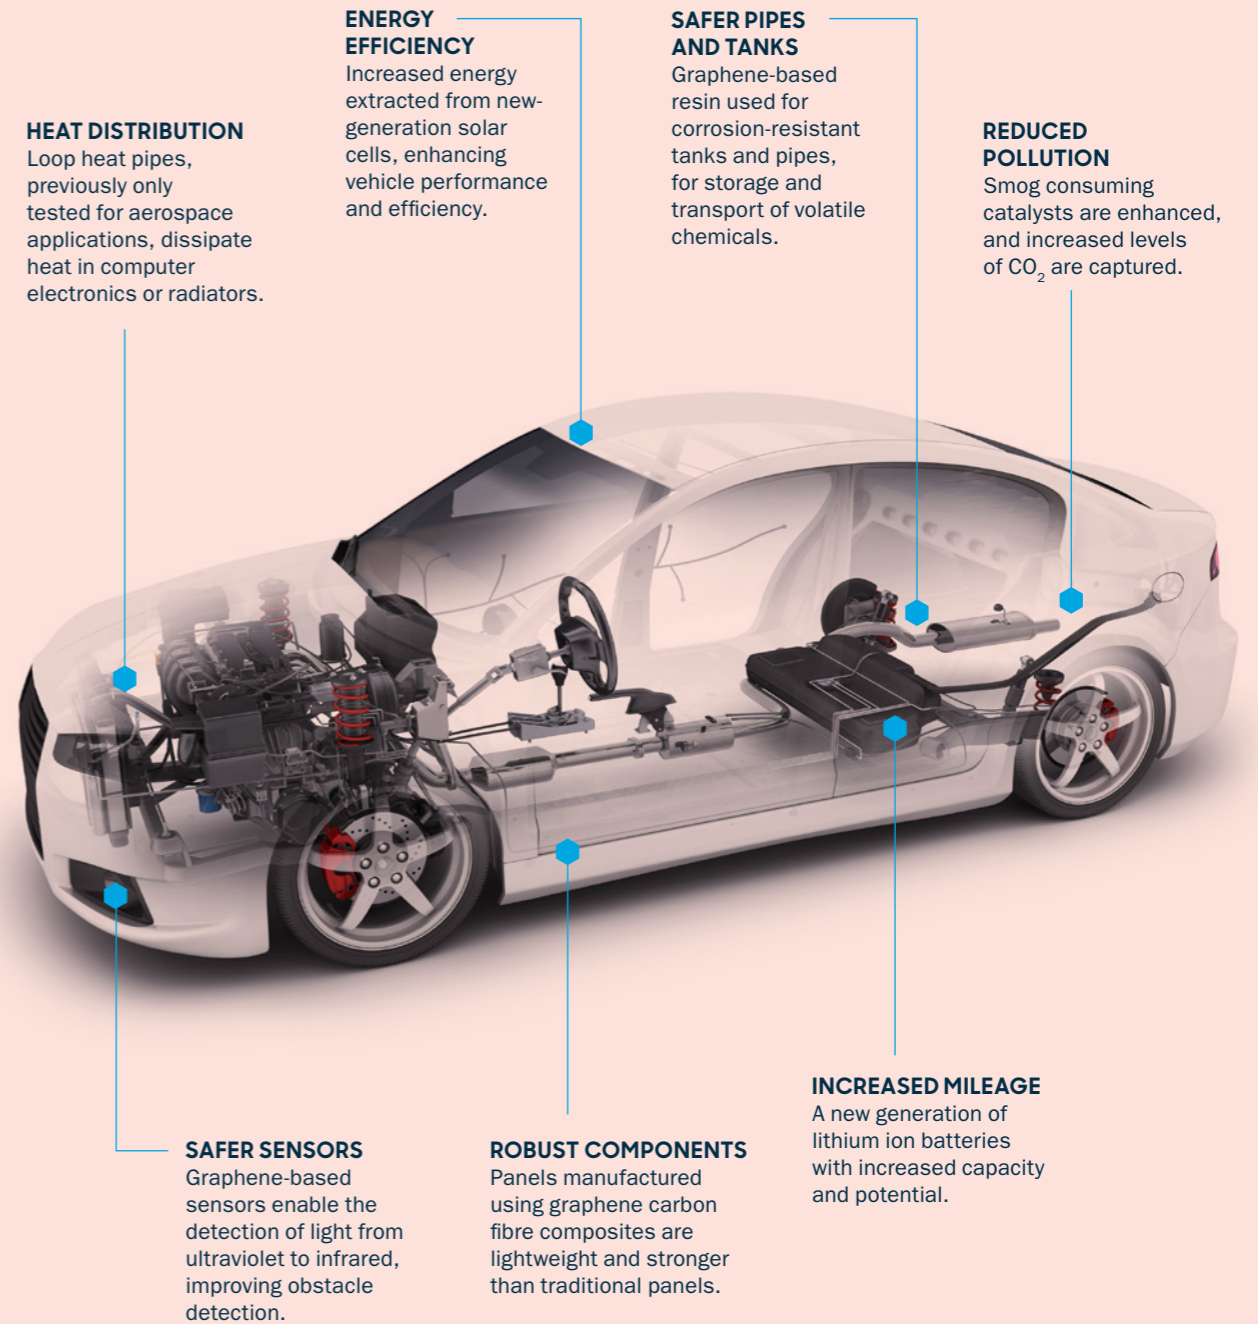 ENERGY
EFFICIENCY
Increased energy
extracted from new-
generation solar
cells, enhancing
vehicle performance
and efficiency.
SAFER PIPES
AND TANKS
Graphene-based
resin used for
corrosion-resistant
tanks and pipes,
for storage and
transport of volatile
chemicals.
HEAT DISTRIBUTION
Loop heat pipes,
previously only
tested for aerospace
applications, dissipate
heat in computer
electronics or radiators.
REDUCED
POLLUTION
Smog consuming
catalysts are enhanced,
and increased levels
of CO₂ are captured.
SAFER SENSORS
Graphene-based
sensors enable the
detection of light from
ultraviolet to infrared,
improving obstacle
detection.
ROBUST COMPONENTS
Panels manufactured
using graphene carbon
fibre composites are
lightweight and stronger
than traditional panels.
INCREASED MILEAGE
A new generation of
lithium ion batteries
with increased capacity
and potential.